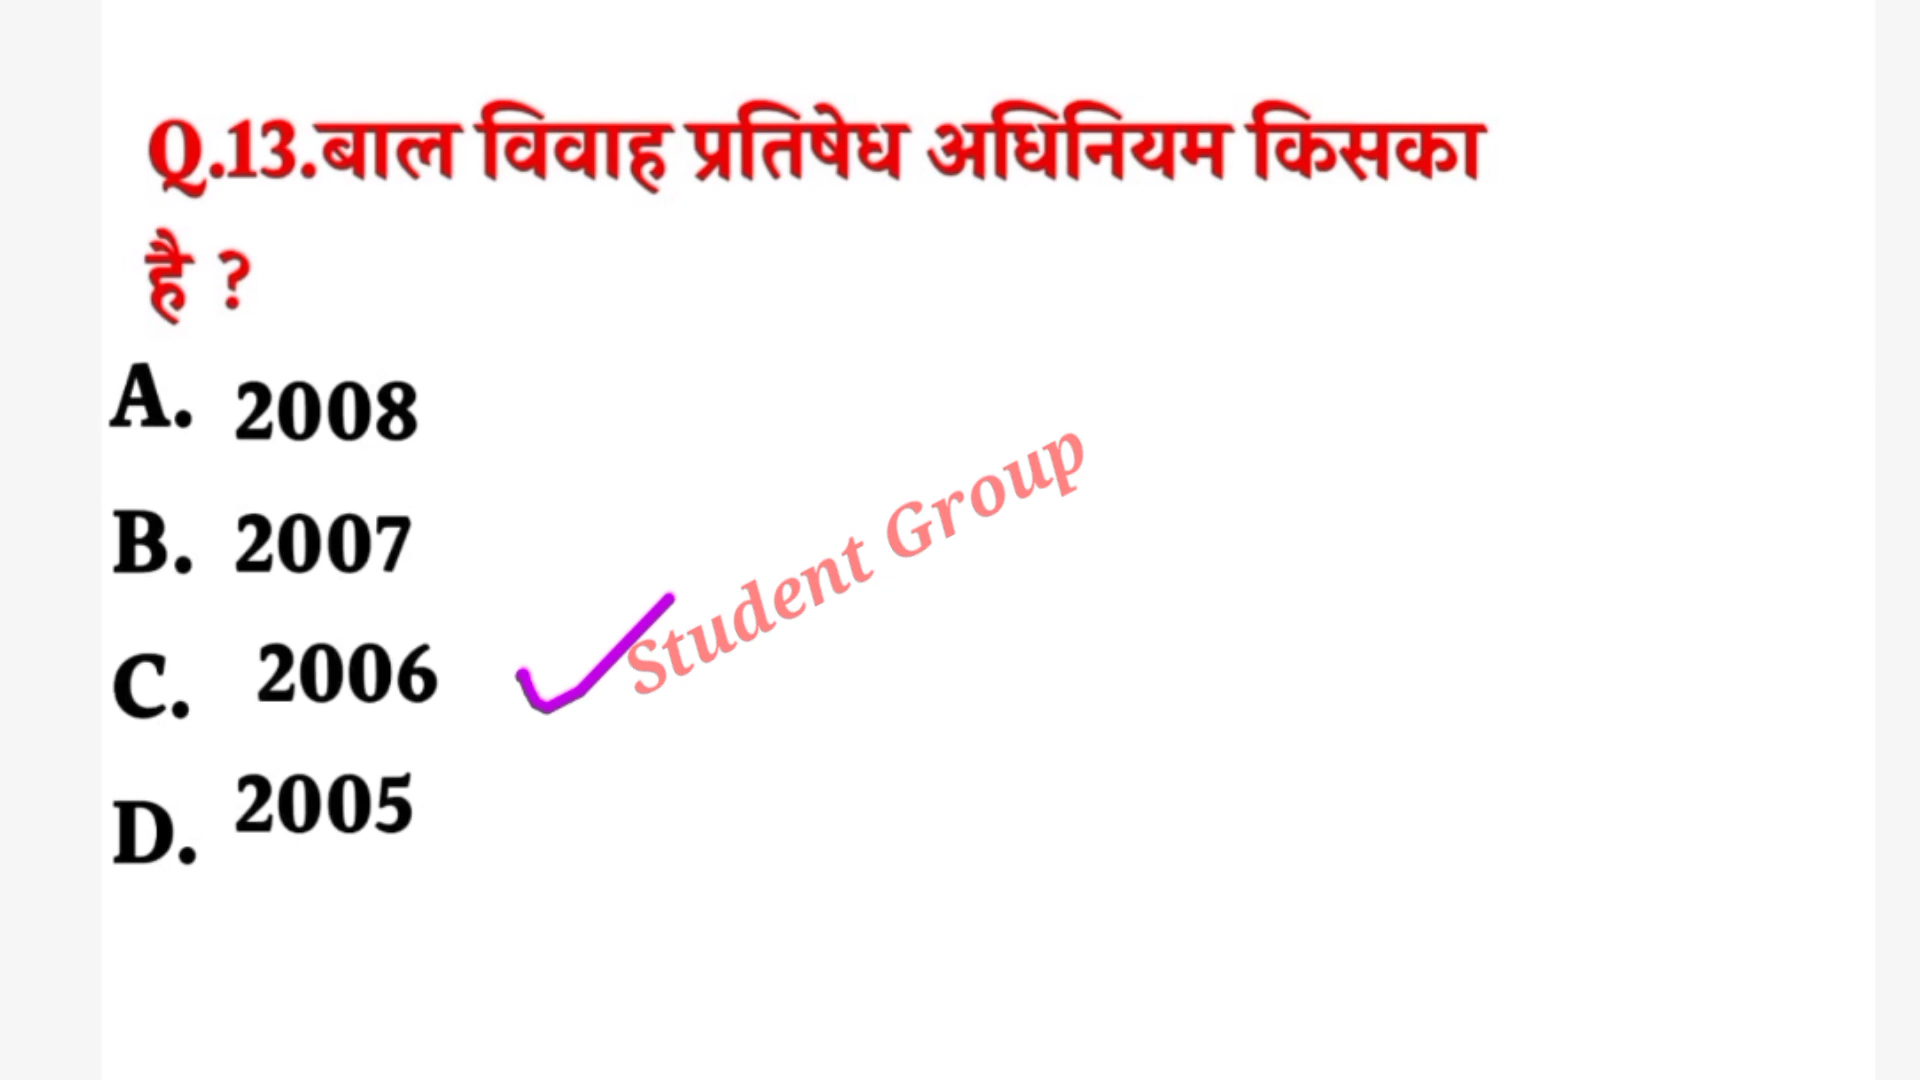 Q.13.बाल विवाह प्रतिषेध अधिनियम किसका
है ?
A. 2008
B. 2007
C. 2006
D. 2005
Student Group